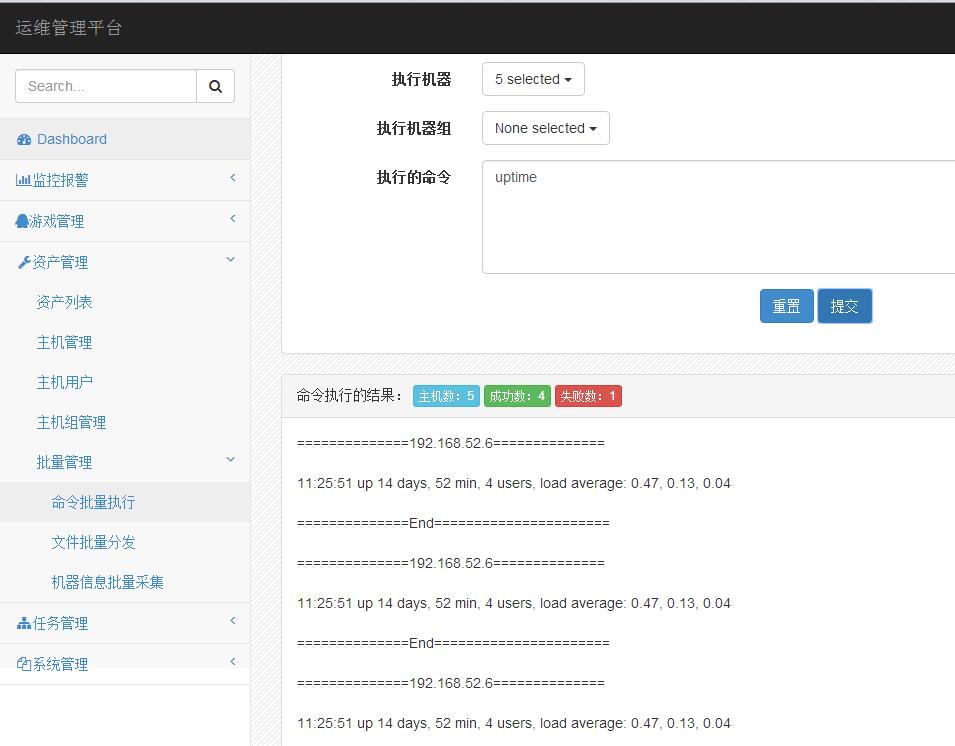 运维管理平台
Search...
Dashboard
监控报警
游戏管理
资产管理
资产列表
主机管理
主机用户
主机组管理
批量管理
命令批量执行
文件批量分发
机器信息批量采集
任务管理
系统管理
执行机器 5 selected
执行机器组 None selected
执行的命令 uptime
重置 提交
命令执行的结果： 主机数：5 成功数：4 失败数：1
==============192.168.52.6==============
11:25:51 up 14 days, 52 min, 4 users, load average: 0.47, 0.13, 0.04
==============End======================
==============192.168.52.6==============
11:25:51 up 14 days, 52 min, 4 users, load average: 0.47, 0.13, 0.04
==============End======================
==============192.168.52.6==============
11:25:51 up 14 days, 52 min, 4 users, load average: 0.47, 0.13, 0.04